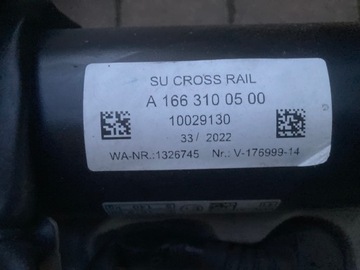 SU CROSS RAIL
A 166 310 05 00
10029130
33/ 2022
WA-NR.:1326745 Nr.: V-176999-14